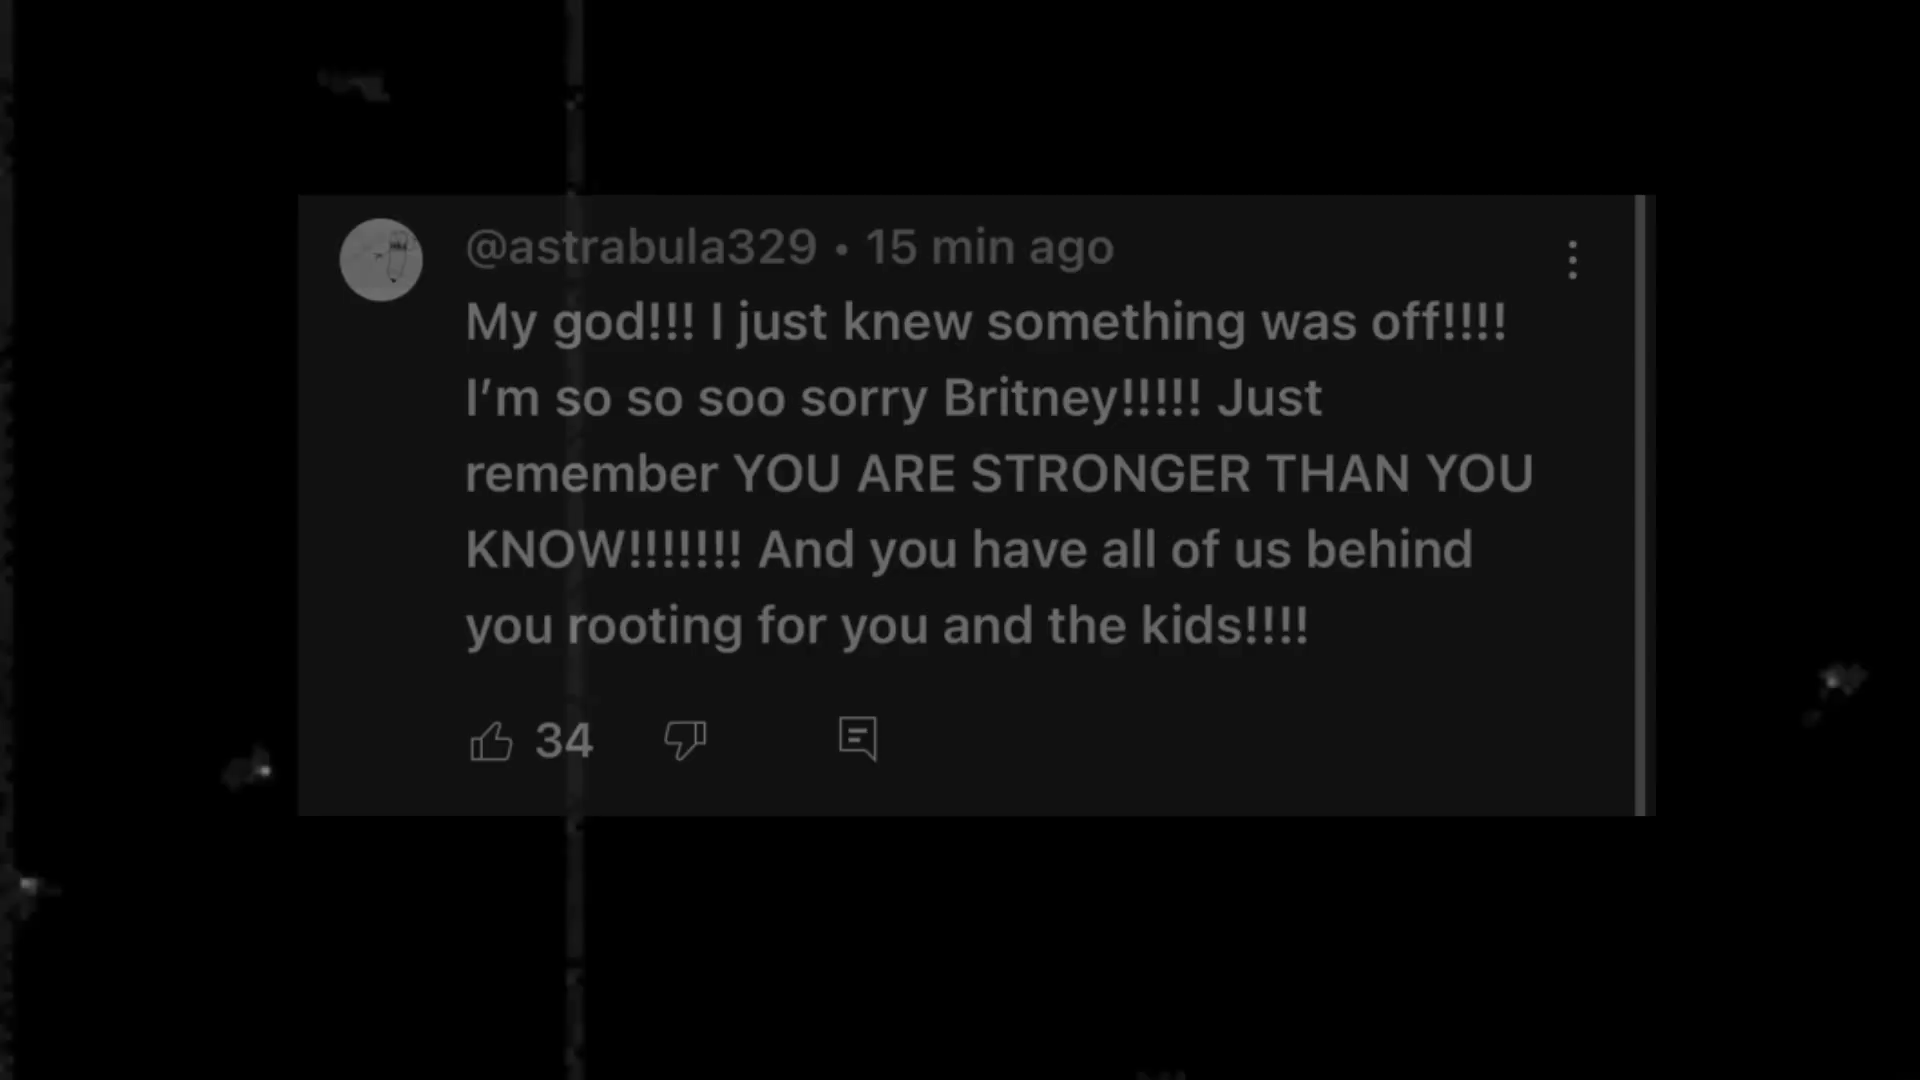 @astrabula329 • 15 min ago
My god!!! I just knew something was off!!!!
I’m so so soo sorry Britney!!!!! Just
remember YOU ARE STRONGER THAN YOU
KNOW!!!!!!! And you have all of us behind
you rooting for you and the kids!!!!
34